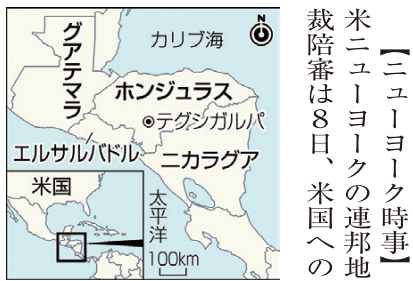 【ニューヨーク時事】
米ニューヨークの連邦地
裁陪審は８日、米国への
N
カリブ海
グアテマラ
ホンジュラス
テグシガルパ
エルサルバドル
ニカラグア
米国
太平洋
100km